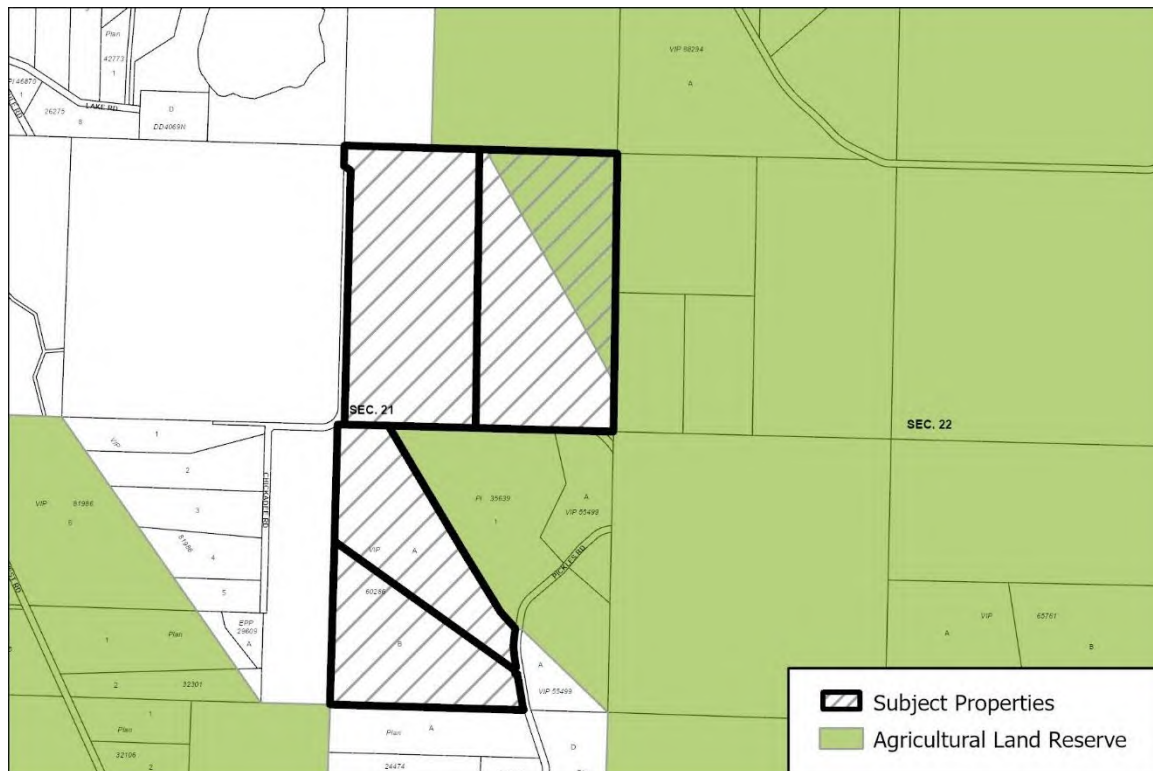 Plan
42773
1
PI 46873
1
26275
8
LAKE RD
D
DD4069N
VIP 68294
A
SEC. 21
SEC. 22
VIP
1
2
3
4
5
81986
CHICKADEE RD
VIP 81986
6
EPP
29609
A
1 Plan
2 32301
1
Plan
32106
2
PI 35639
1
A
VIP 55499
PICKLES RD
VIP A
60286
B
A
VIP 55499
Plan A
24474
D
VIP 65761
A B
Subject Properties
Agricultural Land Reserve